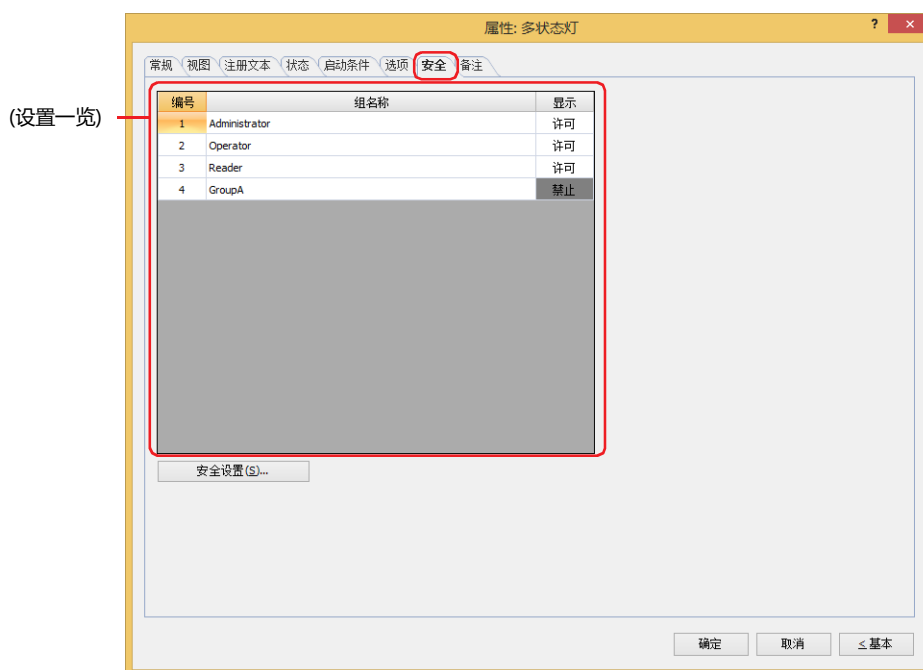 属性: 多状态灯
?
×
常规 视图 注册文本 状态 启动条件 选项 安全 备注
(设置一览)
编号 组名称 显示
1 Administrator 许可
2 Operator 许可
3 Reader 许可
4 GroupA 禁止
安全设置(S)...
确定 取消 ≤基本